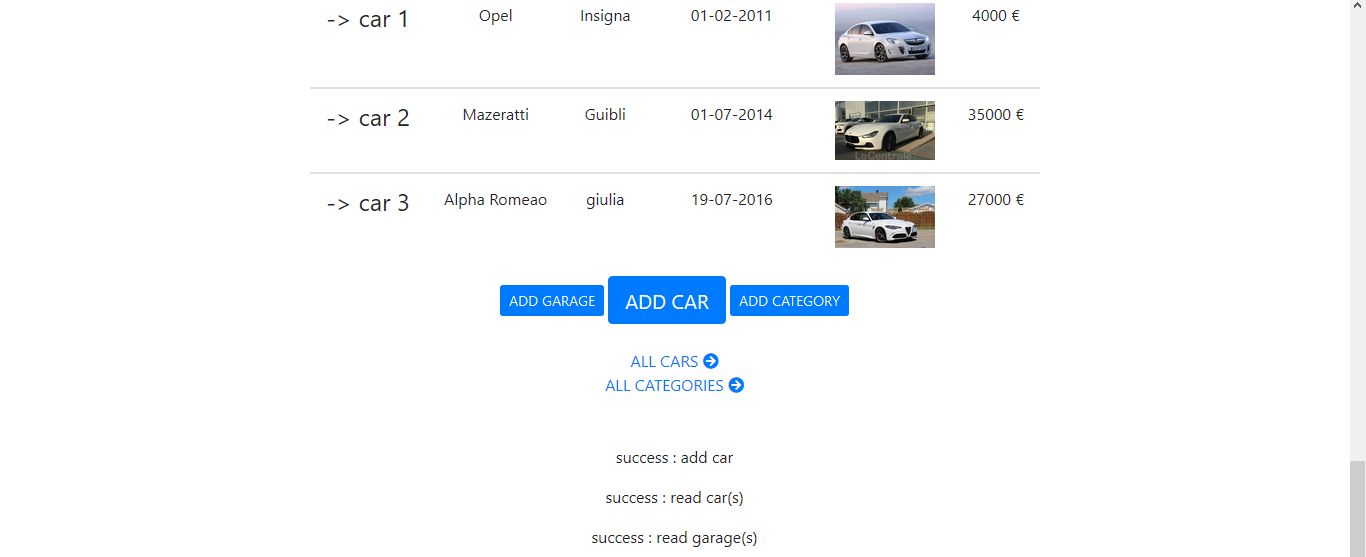 -> car 1 Opel Insigna 01-02-2011 4000 €
-> car 2 Mazeratti Guibli 01-07-2014 35000 €
LaCentrale
-> car 3 Alpha Romeao giulia 19-07-2016 27000 €
ADD GARAGE ADD CAR ADD CATEGORY
ALL CARS
ALL CATEGORIES
success : add car
success : read car(s)
success : read garage(s)